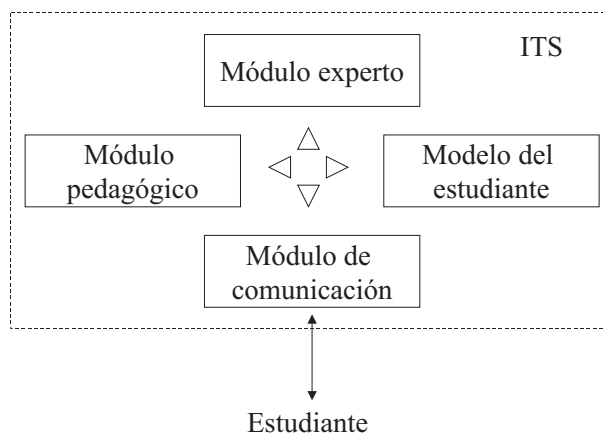 ITS
Módulo experto
Módulo
pedagógico
Modelo del
estudiante
Módulo de
comunicación
Estudiante